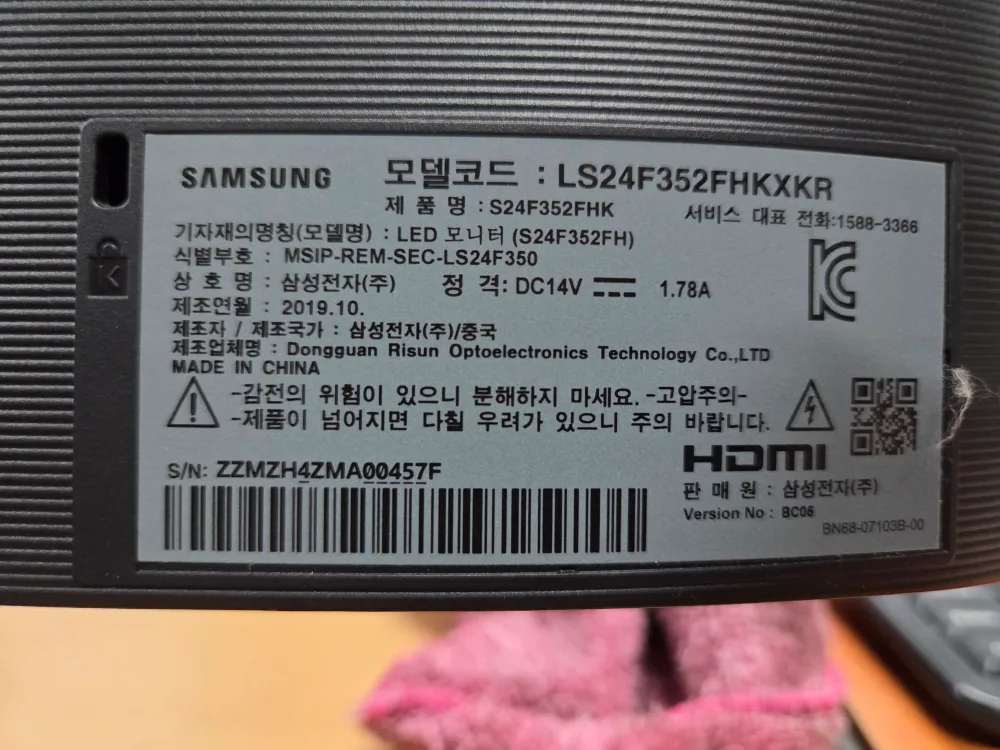 SAMSUNG 모델코드 : LS24F352FHKXKR
제 품 명 : S24F352FHK
서비스 대표 전화:1588-3366
기자재의명칭(모델명) : LED 모니터 (S24F352FH)
식별부호 : MSIP-REM-SEC-LS24F350
상 호 명 : 삼성전자(주) 정 격: DC14V 1.78A
제조연월 : 2019.10.
제조자 / 제조국가 : 삼성전자(주)/중국
제조업체명 : Dongguan Risun Optoelectronics Technology Co.,LTD
MADE IN CHINA
-감전의 위험이 있으니 분해하지 마세요. -고압주의-
-제품이 넘어지면 다칠 우려가 있으니 주의 바랍니다.
S/N: ZZMZH4ZMA00457F
HDMI
판 매 원 : 삼성전자(주)
Version No : BC05
BN68-07103B-00
K
KC